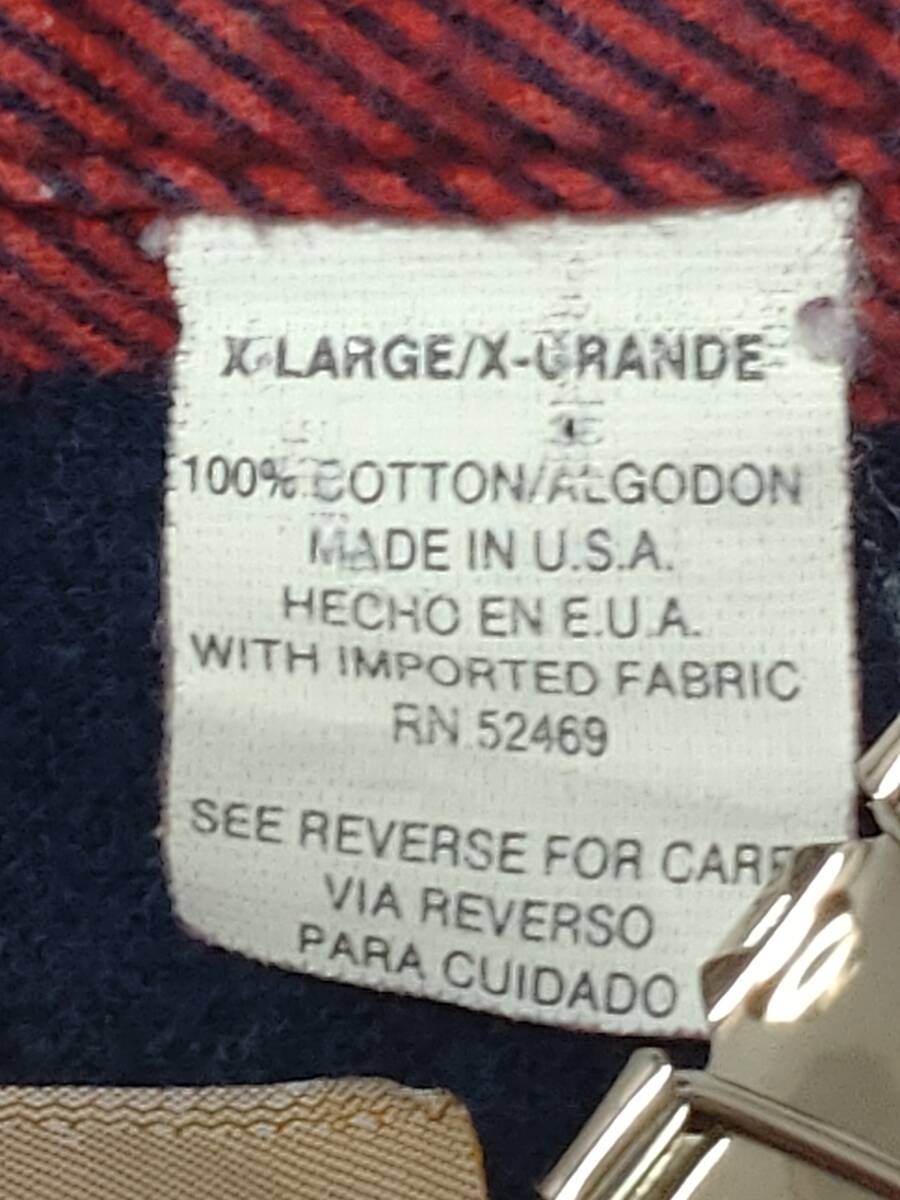 X-LARGE/X-GRANDE
100% COTTON/ALGODON
MADE IN U.S.A.
HECHO EN E.U.A.
WITH IMPORTED FABRIC
RN 52469
SEE REVERSE FOR CARE
VIA REVERSO
PARA CUIDADO